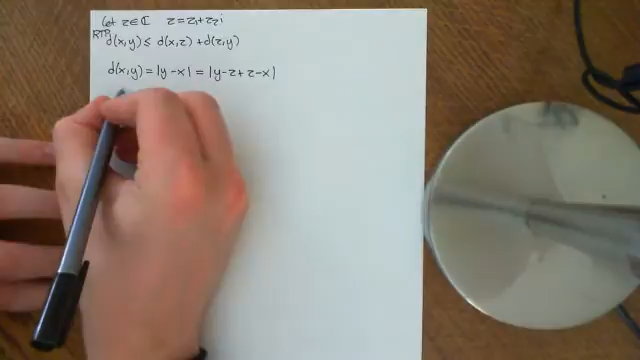 Let z ∈ ℂ z = z₁ + z₂i
RTP d(x,y) ≤ d(x,z) + d(z,y)
d(x,y) = |y - x| = |y - z + z - x|